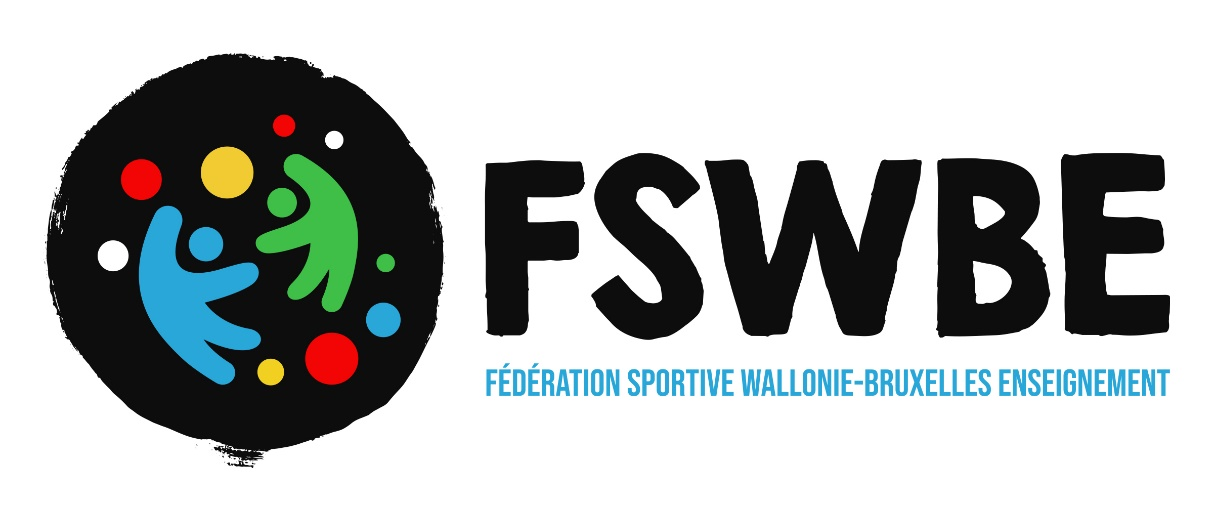 FSWBE
FÉDÉRATION SPORTIVE WALLONIE-BRUXELLES ENSEIGNEMENT